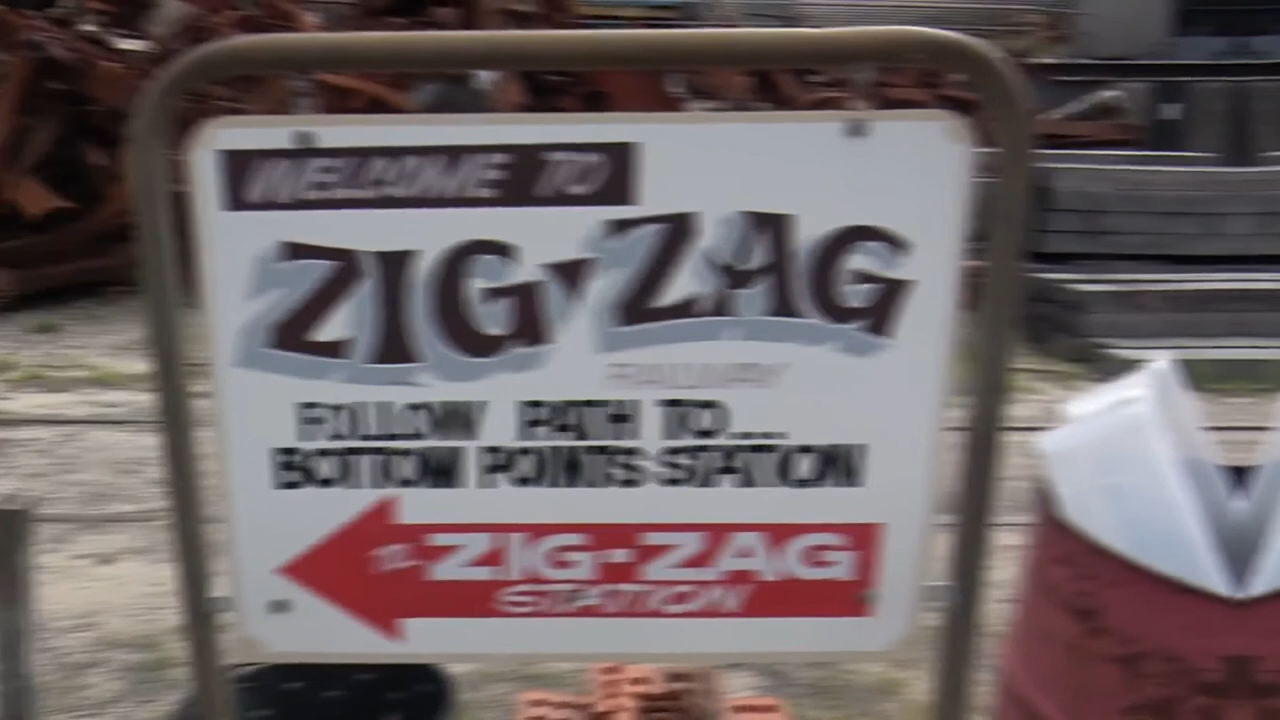 WELCOME TO
ZIG-ZAG
RAILWAY
FOLLOW PATH TO...
BOTTOM POINTS STATION
TO ZIG-ZAG
STATION